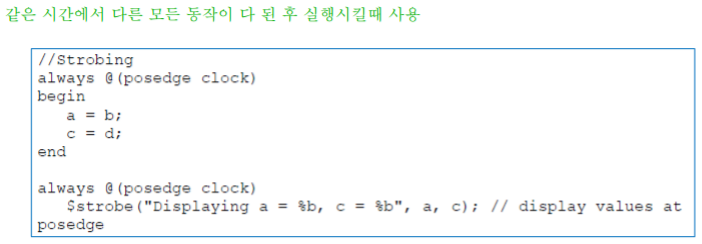 같은 시간에서 다른 모든 동작이 다 된 후 실행시킬때 사용
//Strobing
always @(posedge clock)
begin
   a = b;
   c = d;
end
always @(posedge clock)
   $strobe("Displaying a = %b, c = %b", a, c); // display values at
posedge